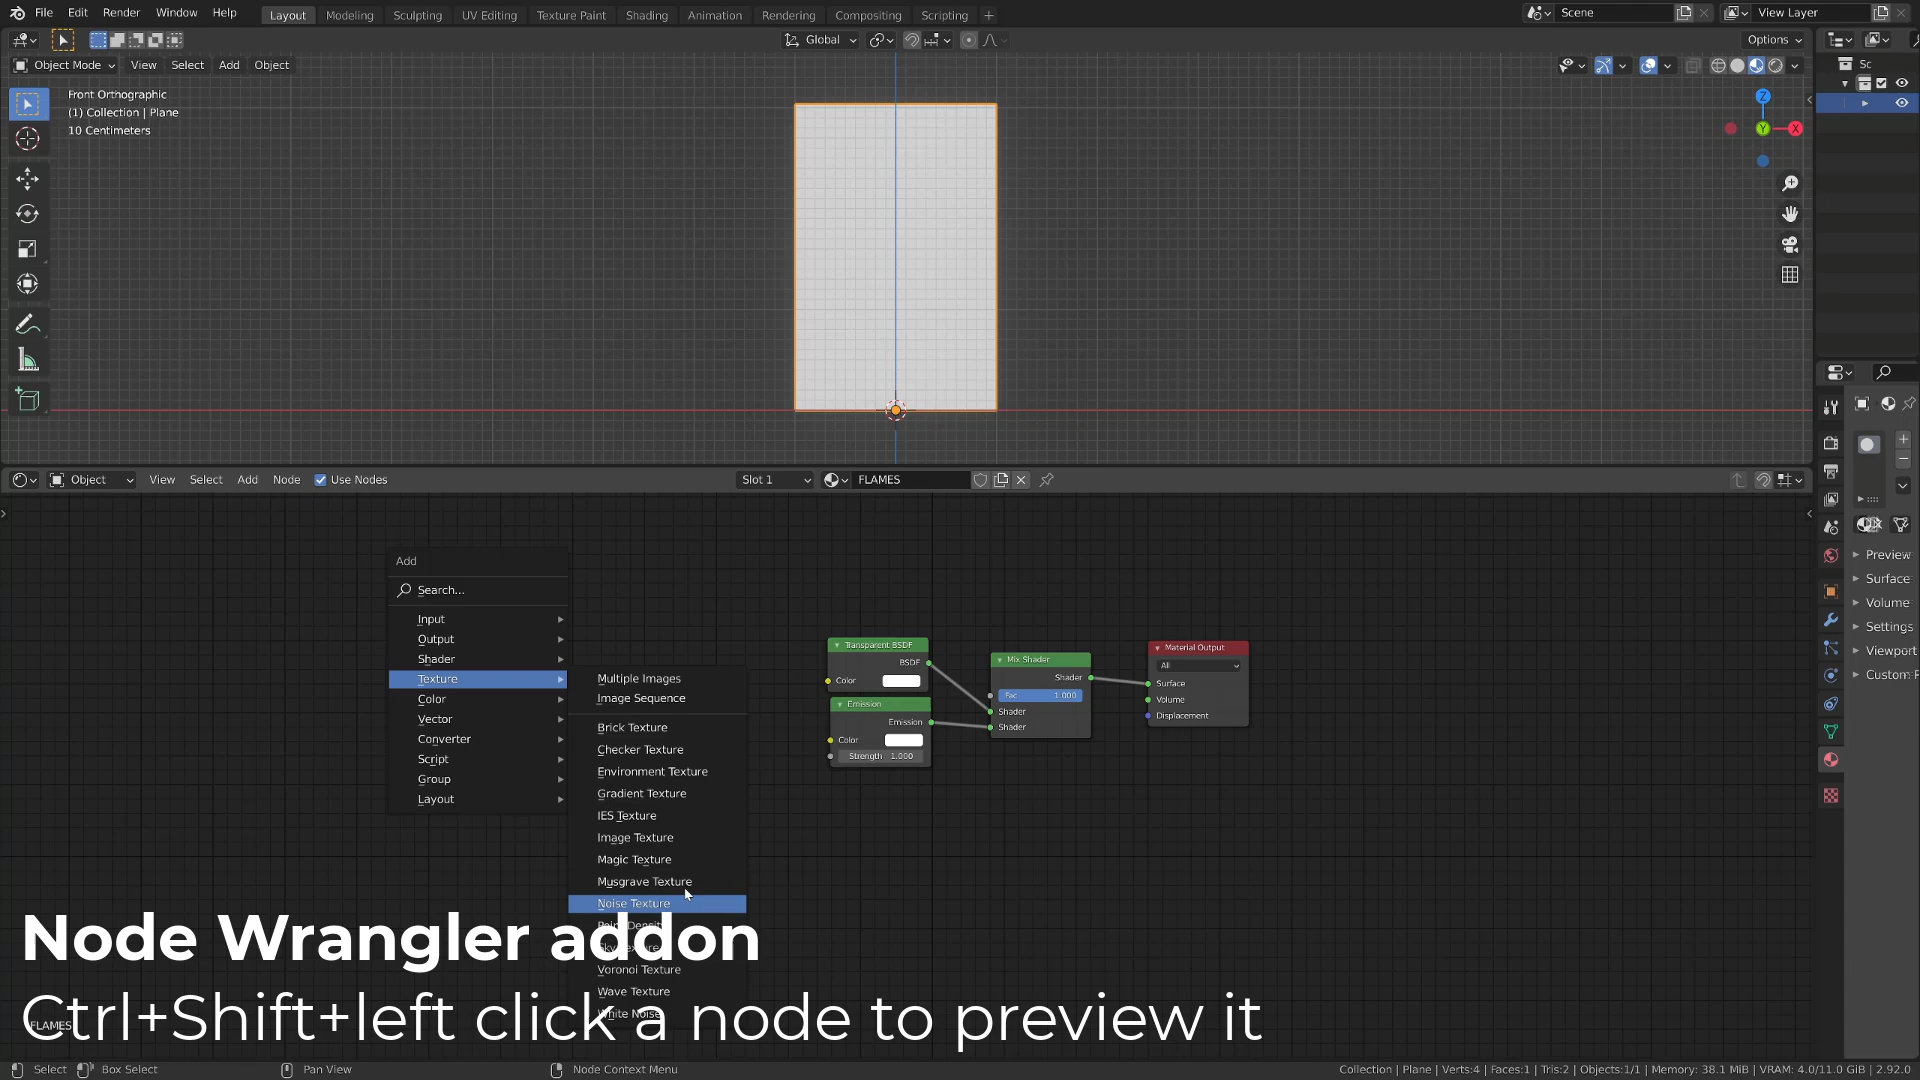 File Edit Render Window Help Layout Modeling Sculpting UV Editing Texture Paint Shading Animation Rendering Compositing Scripting + Scene View Layer
Global Options
Object Mode View Select Add Object Sc
Front Orthographic
(1) Collection | Plane
10 Centimeters
Z
Y
X
Object View Select Add Node Use Nodes Slot 1 FLAMES
Add
Search...
Input
Output
Shader
Texture
Color
Vector
Converter
Script
Group
Layout
Multiple Images
Image Sequence
Brick Texture
Checker Texture
Environment Texture
Gradient Texture
IES Texture
Image Texture
Magic Texture
Musgrave Texture
Noise Texture
Voronoi Texture
Wave Texture
White Noise
Transparent BSDF
BSDF
Color
Emission
Emission
Color
Strength 1.000
Mix Shader
Shader
Fac 1.000
Shader
Shader
Material Output
All
Surface
Volume
Displacement
Preview
Surface
Volume
Settings
Viewport
Custom
Node Wrangler addon
Ctrl+Shift+left click a node to preview it
FLAMES
Select Box Select Pan View Node Context Menu Collection | Plane | Verts:4 | Faces:1 | Tris:2 | Objects:1/1 | Memory: 38.1 MiB | VRAM: 4.0/11.0 GiB | 2.92.0